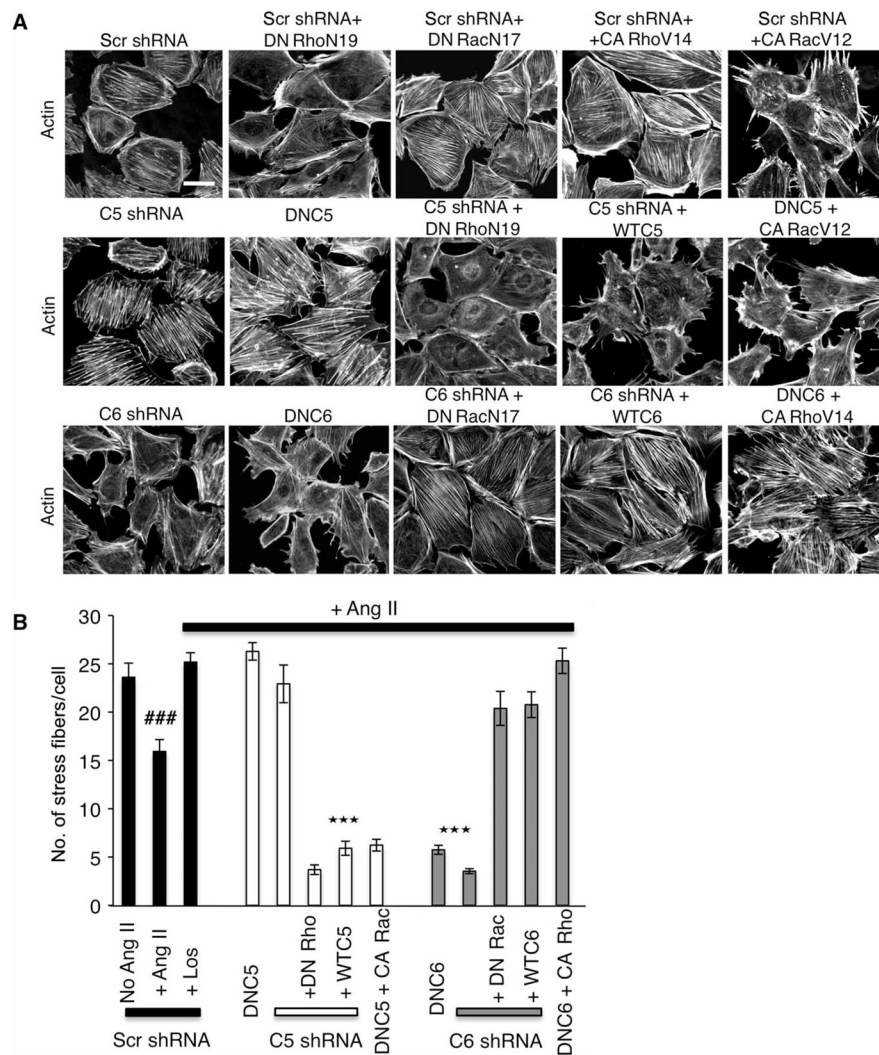 A
Scr shRNA
Scr shRNA+
DN RhoN19
Scr shRNA+
DN RacN17
Scr shRNA+
+CA RhoV14
Scr shRNA
+CA RacV12
Actin
C5 shRNA
DNC5
C5 shRNA +
DN RhoN19
C5 shRNA +
WTC5
DNC5 +
CA RacV12
Actin
C6 shRNA
DNC6
C6 shRNA +
DN RacN17
C6 shRNA +
WTC6
DNC6 +
CA RhoV14
Actin
B
+ Ang II
No. of stress fibers/cell
30
25
20
15
10
5
0
###
★★★
★★★
No Ang II
+ Ang II
+ Los
DNC5
+DN Rho
+ WTC5
DNC5 + CA Rac
DNC6
+ DN Rac
+ WTC6
DNC6 + CA Rho
Scr shRNA
C5 shRNA
C6 shRNA